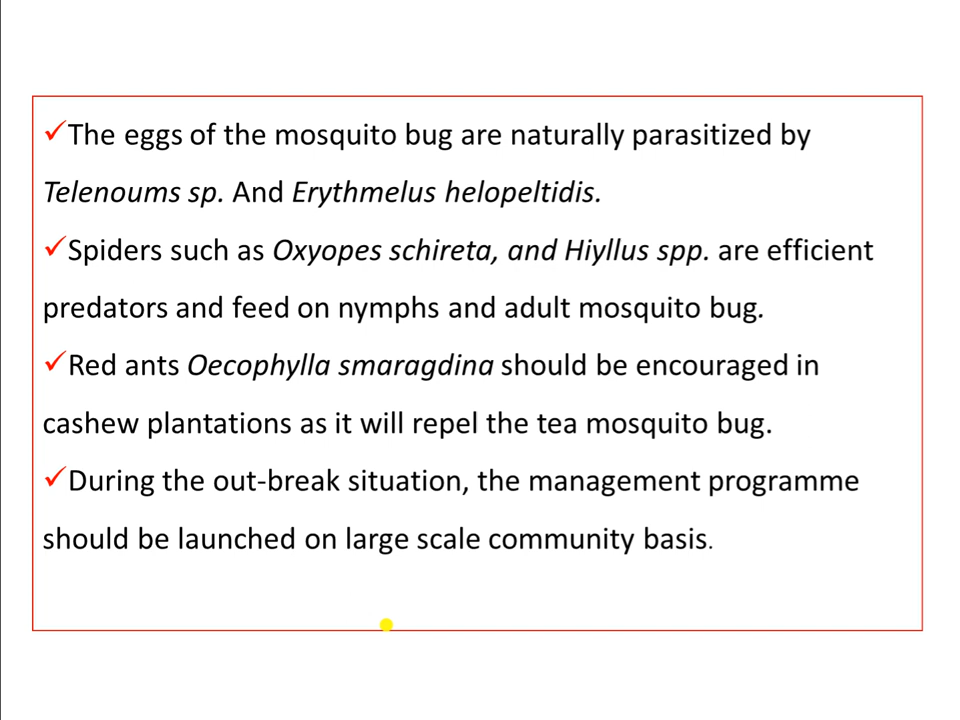 ✓The eggs of the mosquito bug are naturally parasitized by
Telenoums sp. And Erythmelus helopeltidis.
✓Spiders such as Oxyopes schireta, and Hiyllus spp. are efficient
predators and feed on nymphs and adult mosquito bug.
✓Red ants Oecophylla smaragdina should be encouraged in
cashew plantations as it will repel the tea mosquito bug.
✓During the out-break situation, the management programme
should be launched on large scale community basis.